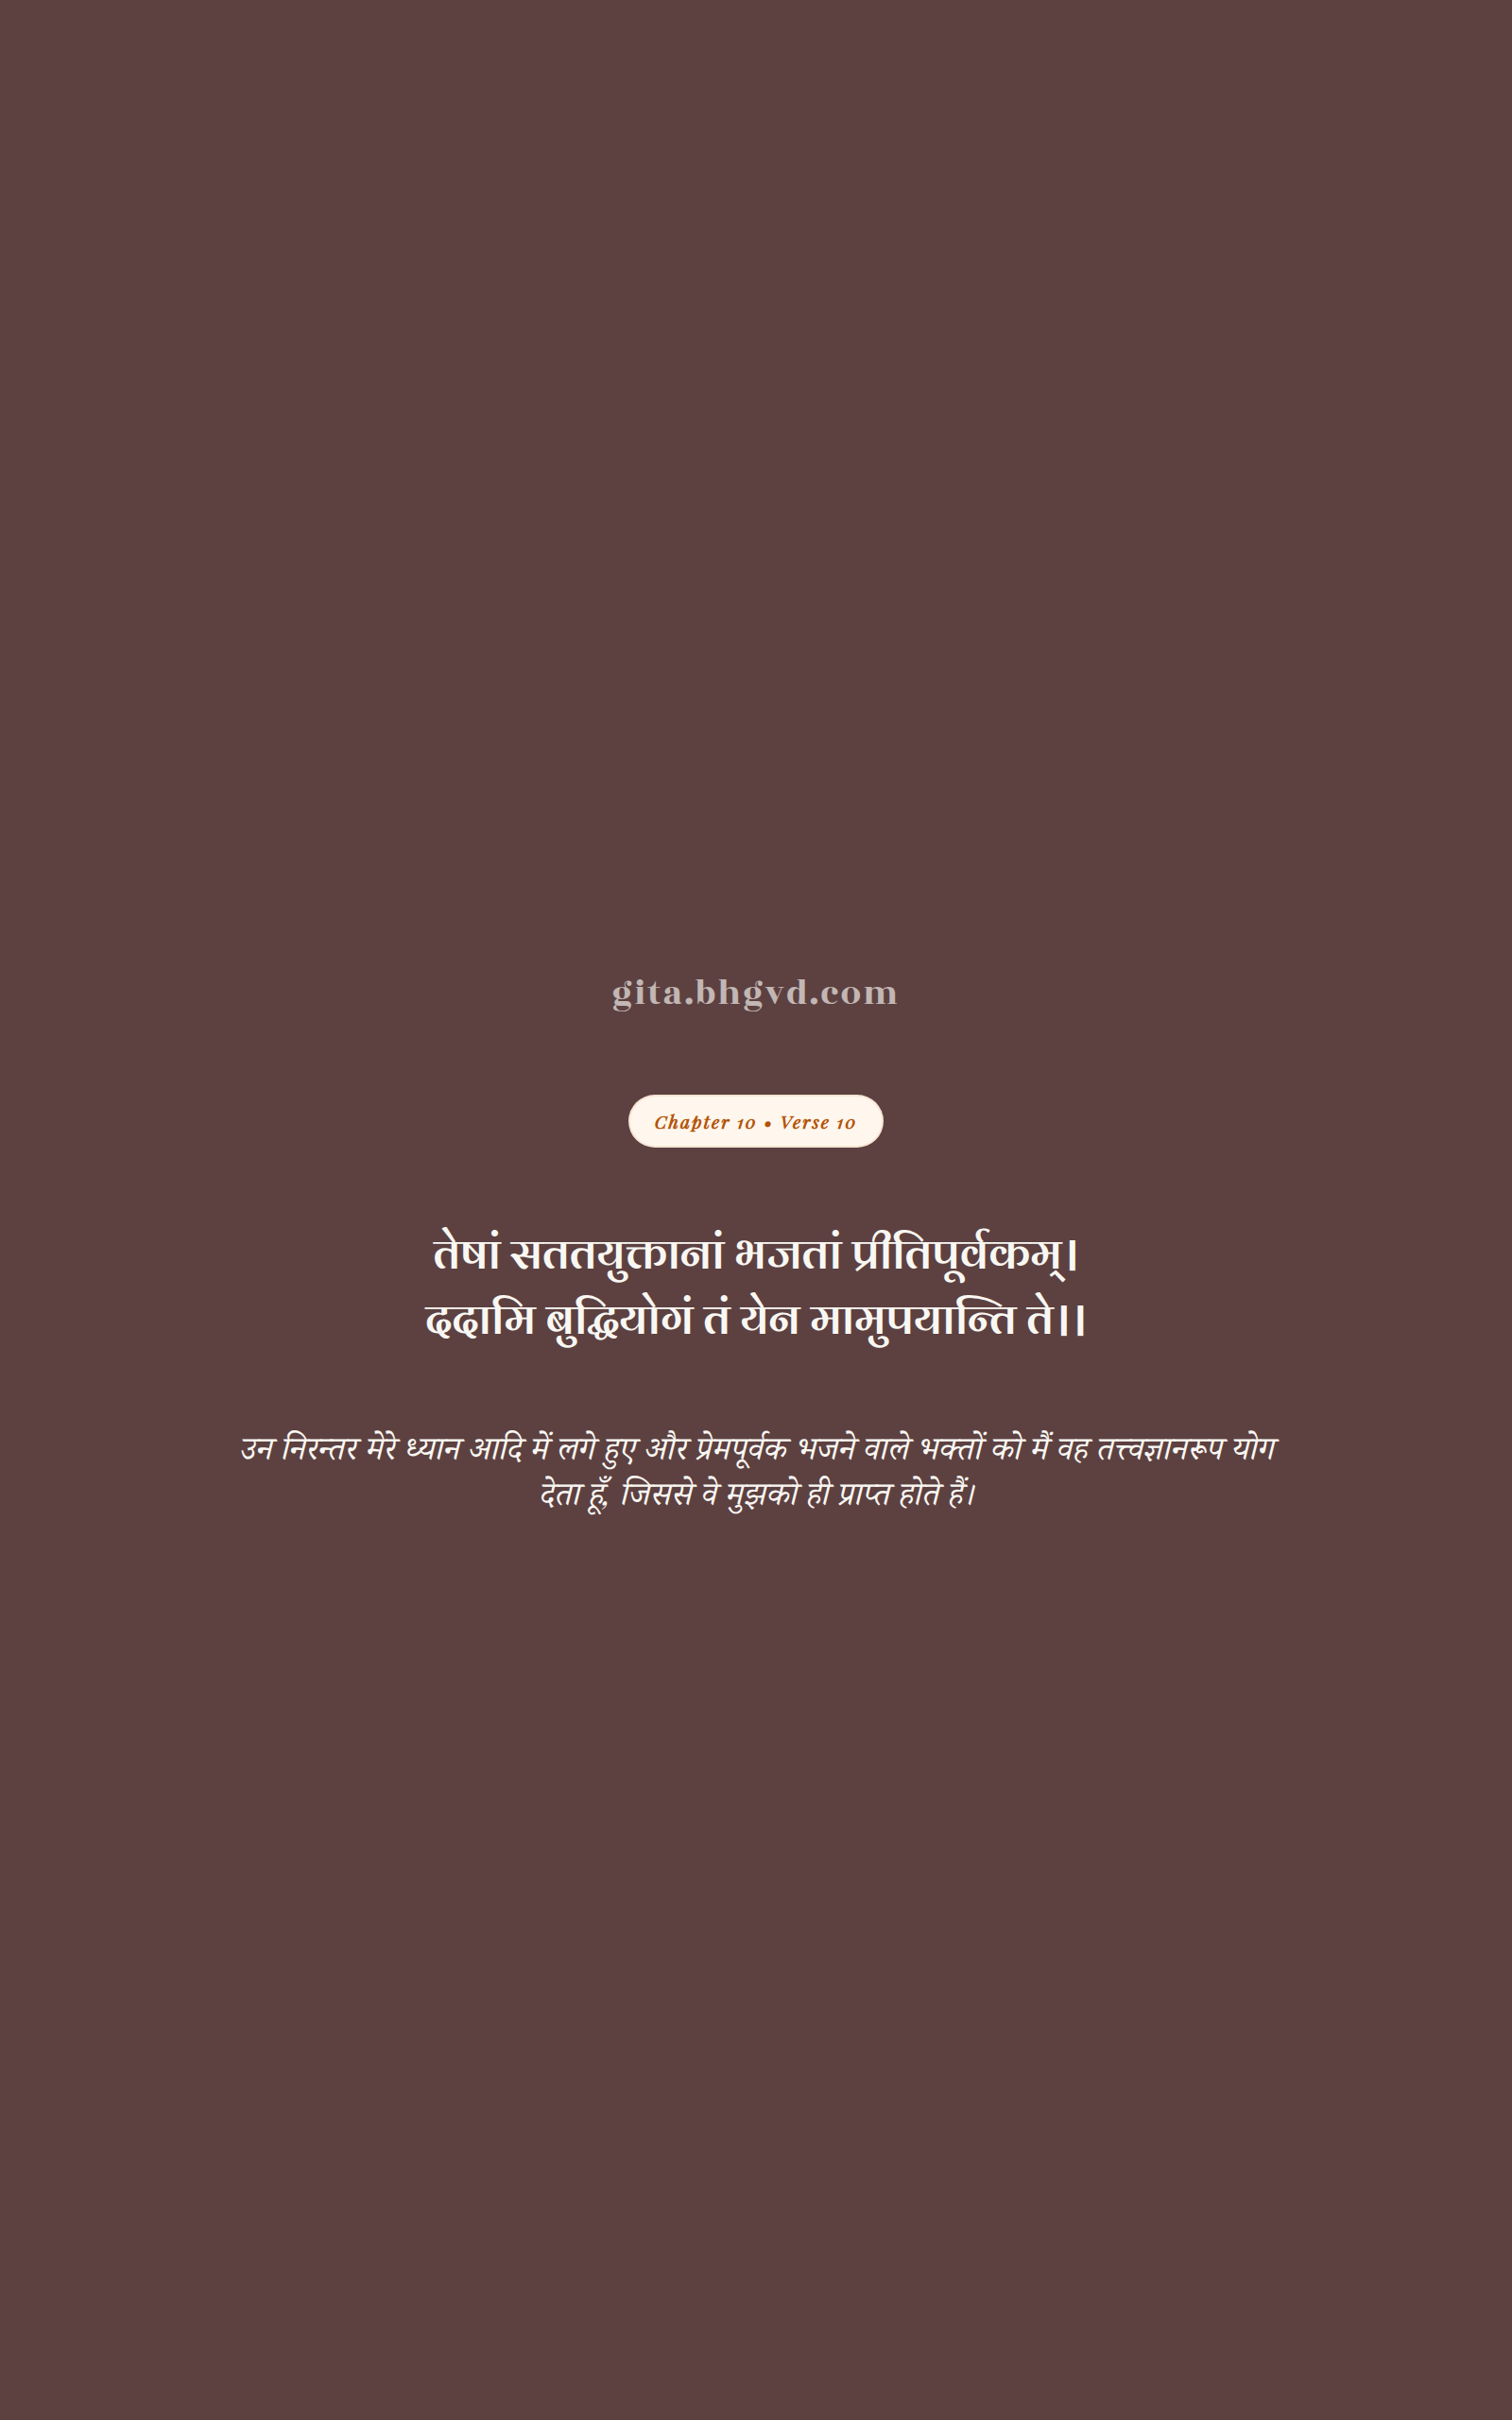 gita.bhgvd.com
Chapter 10 • Verse 10
तेषां सततयुक्तानां भजतां प्रीतिपूर्वकम्।
ददामि बुद्धियोगं तं येन मामुपयान्ति ते।।
उन निरन्तर मेरे ध्यान आदि में लगे हुए और प्रेमपूर्वक भजने वाले भक्तों को मैं वह तत्त्वज्ञानरूप योग
देता हूँ, जिससे वे मुझको ही प्राप्त होते हैं।